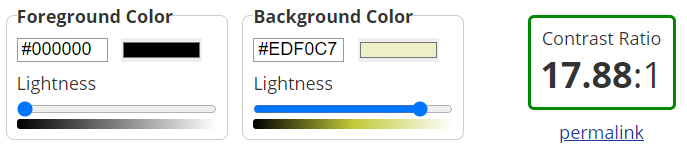 Foreground Color
#000000
Lightness
Background Color
#EDF0C7
Lightness
Contrast Ratio
17.88:1
permalink